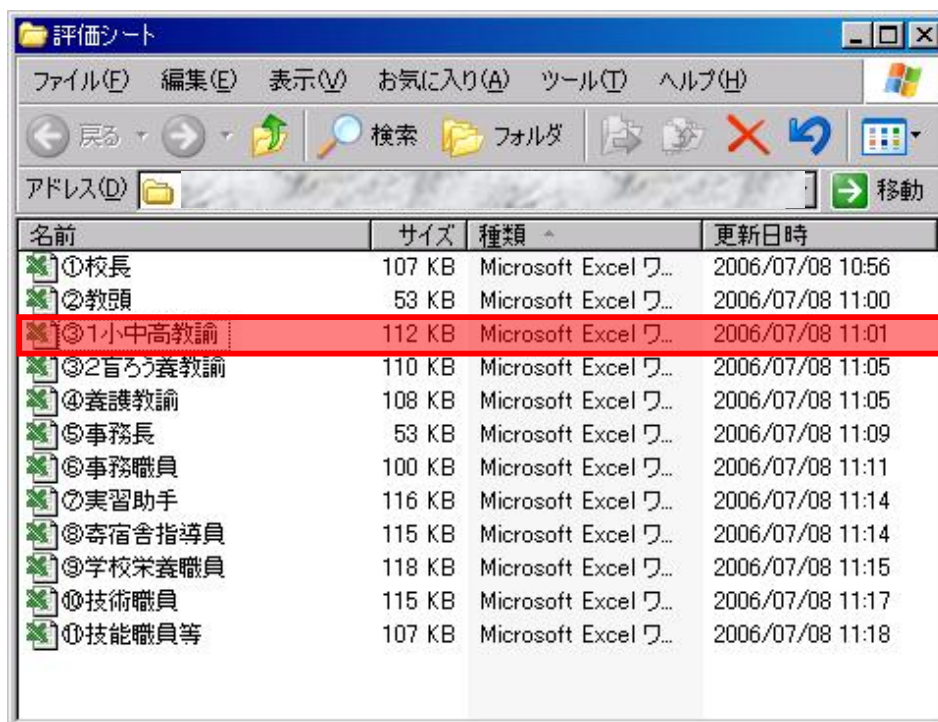 評価シート
ファイル(F) 編集(E) 表示(V) お気に入り(A) ツール(T) ヘルプ(H)
戻る 検索 フォルダ
アドレス(D) 移動
名前 サイズ 種類 更新日時
①校長 107 KB Microsoft Excel ワ... 2006/07/08 10:56
②教頭 53 KB Microsoft Excel ワ... 2006/07/08 11:00
③1小中高教諭 112 KB Microsoft Excel ワ... 2006/07/08 11:01
③2盲ろう養教諭 110 KB Microsoft Excel ワ... 2006/07/08 11:05
④養護教諭 108 KB Microsoft Excel ワ... 2006/07/08 11:05
⑤事務長 53 KB Microsoft Excel ワ... 2006/07/08 11:09
⑥事務職員 100 KB Microsoft Excel ワ... 2006/07/08 11:11
⑦実習助手 116 KB Microsoft Excel ワ... 2006/07/08 11:14
⑧寄宿舎指導員 115 KB Microsoft Excel ワ... 2006/07/08 11:14
⑨学校栄養職員 118 KB Microsoft Excel ワ... 2006/07/08 11:15
⑩技術職員 115 KB Microsoft Excel ワ... 2006/07/08 11:17
⑪技能職員等 107 KB Microsoft Excel ワ... 2006/07/08 11:18